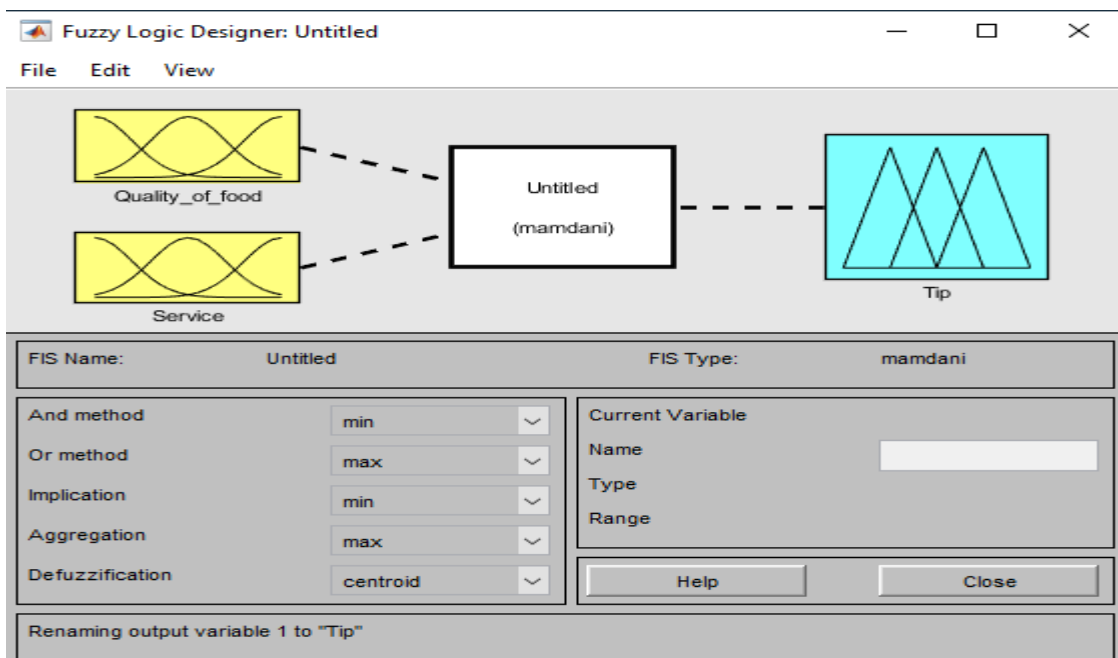 Fuzzy Logic Designer: Untitled
File Edit View
Quality_of_food
Service
Untitled
(mamdani)
Tip
FIS Name: Untitled FIS Type: mamdani
And method min
Or method max
Implication min
Aggregation max
Defuzzification centroid
Current Variable
Name
Type
Range
Help Close
Renaming output variable 1 to "Tip"